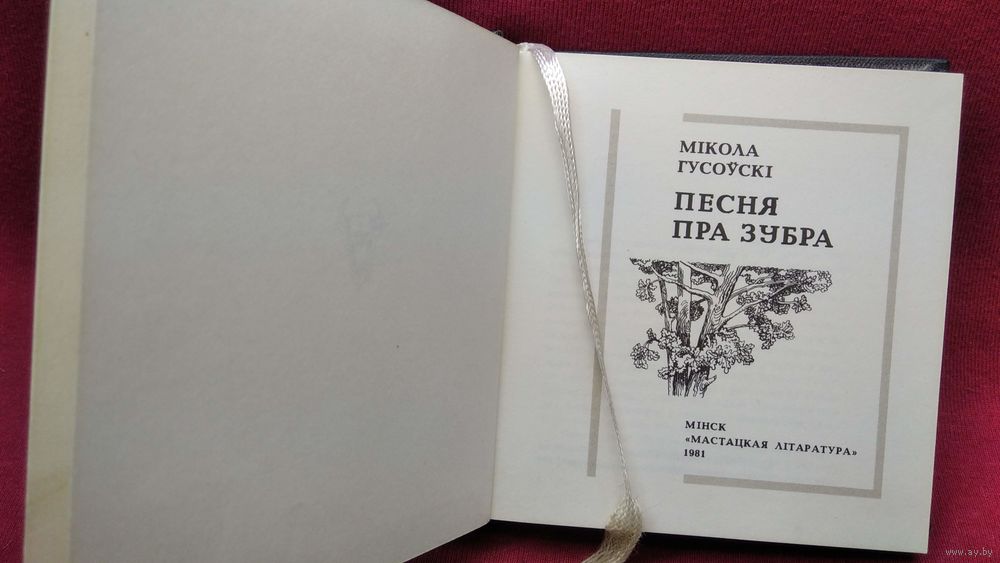 МІКОЛА
ГУСОЎСКІ
ПЕСНЯ
ПРА ЗУБРА
МІНСК
«МАСТАЦКАЯ ЛІТАРАТУРА»
1981
www.ay.by